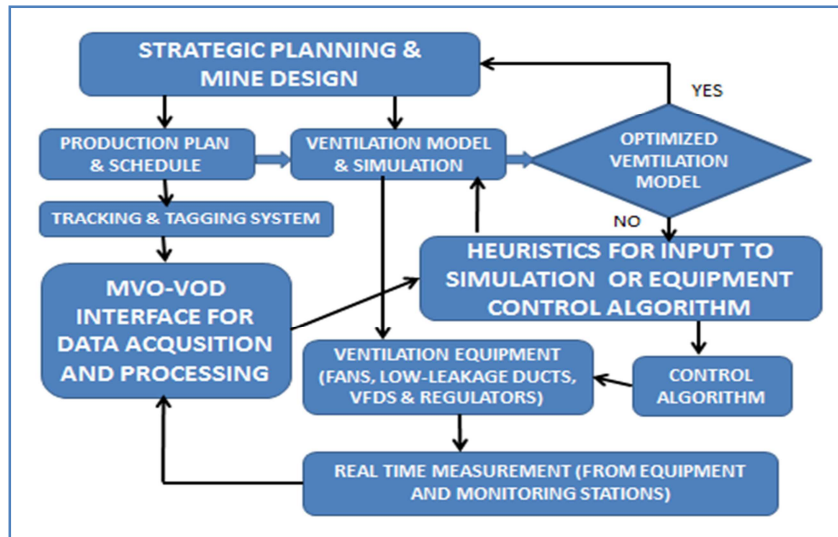 STRATEGIC PLANNING &
MINE DESIGN
YES
PRODUCTION PLAN
& SCHEDULE
VENTILATION MODEL
& SIMULATION
OPTIMIZED
VEMTILATION
MODEL
TRACKING & TAGGING SYSTEM
NO
HEURISTICS FOR INPUT TO
SIMULATION OR EQUIPMENT
CONTROL ALGORITHM
MVO-VOD
INTERFACE FOR
DATA ACQUSITION
AND PROCESSING
VENTILATION EQUIPMENT
(FANS, LOW-LEAKAGE DUCTS,
VFDS & REGULATORS)
CONTROL
ALGORITHM
REAL TIME MEASUREMENT (FROM EQUIPMENT
AND MONITORING STATIONS)